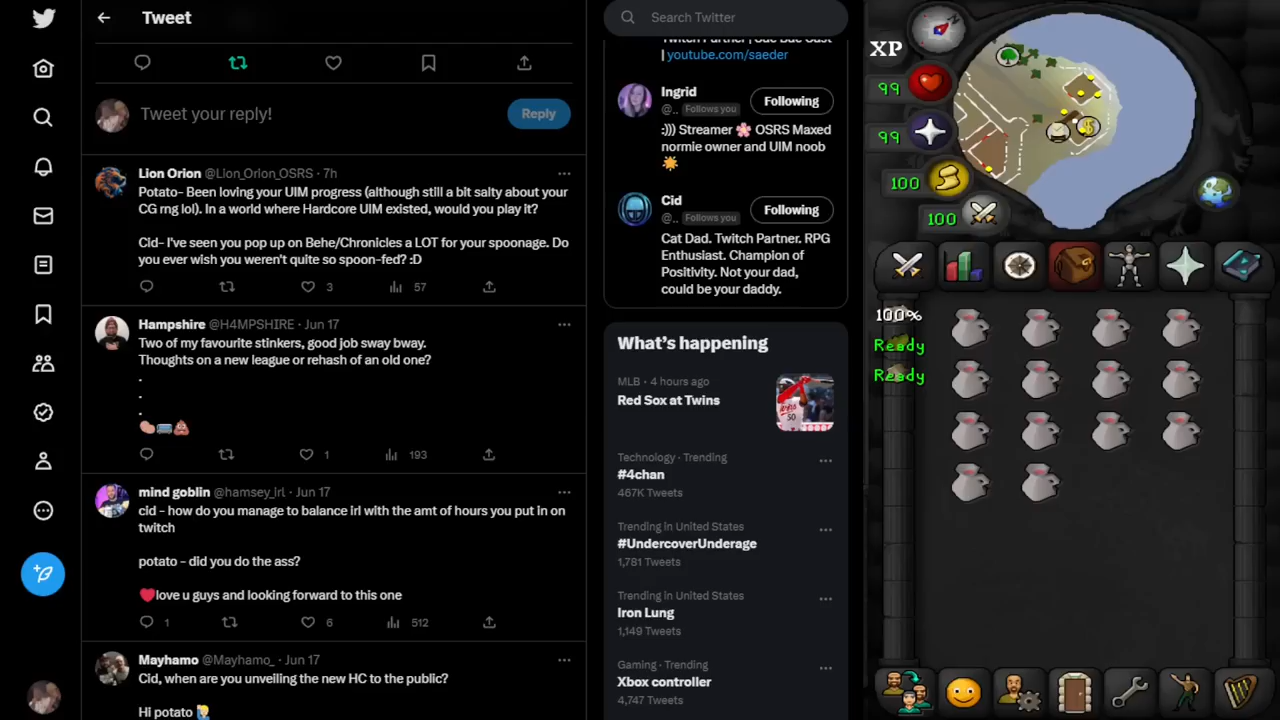 Tweet
Tweet your reply!
Reply
Lion Orion @Lion_Orion_OSRS · 7h
Potato- Been loving your UIM progress (although still a bit salty about your
CG rng lol). In a world where Hardcore UIM existed, would you play it?
Cid- I've seen you pop up on Behe/Chronicles a LOT for your spoonage. Do
you ever wish you weren't quite so spoon-fed? :D
3
57
Hampshire @H4MPSHIRE · Jun 17
Two of my favourite stinkers, good job sway bway.
Thoughts on a new league or rehash of an old one?
.
.
.
1
193
mind goblin @hamsey_irl · Jun 17
cid - how do you manage to balance irl with the amt of hours you put in on
twitch
potato - did you do the ass?
❤love u guys and looking forward to this one
1
6
512
Mayhamo @Mayhamo_ · Jun 17
Cid, when are you unveiling the new HC to the public?
Hi potato
Search Twitter
Twitch Partner | Sae Bae Cast
| youtube.com/saeder
Ingrid
@.. Follows you
Following
:))) Streamer 🌸 OSRS Maxed
normie owner and UIM noob
Cid
@.. Follows you
Following
Cat Dad. Twitch Partner. RPG
Enthusiast. Champion of
Positivity. Not your dad,
could be your daddy.
What's happening
MLB · 4 hours ago
Red Sox at Twins
Technology · Trending
#4chan
467K Tweets
Trending in United States
#UndercoverUnderage
1,781 Tweets
Trending in United States
Iron Lung
1,149 Tweets
Gaming · Trending
Xbox controller
4,747 Tweets
XP
99
99
100
100
100%
Ready
Ready